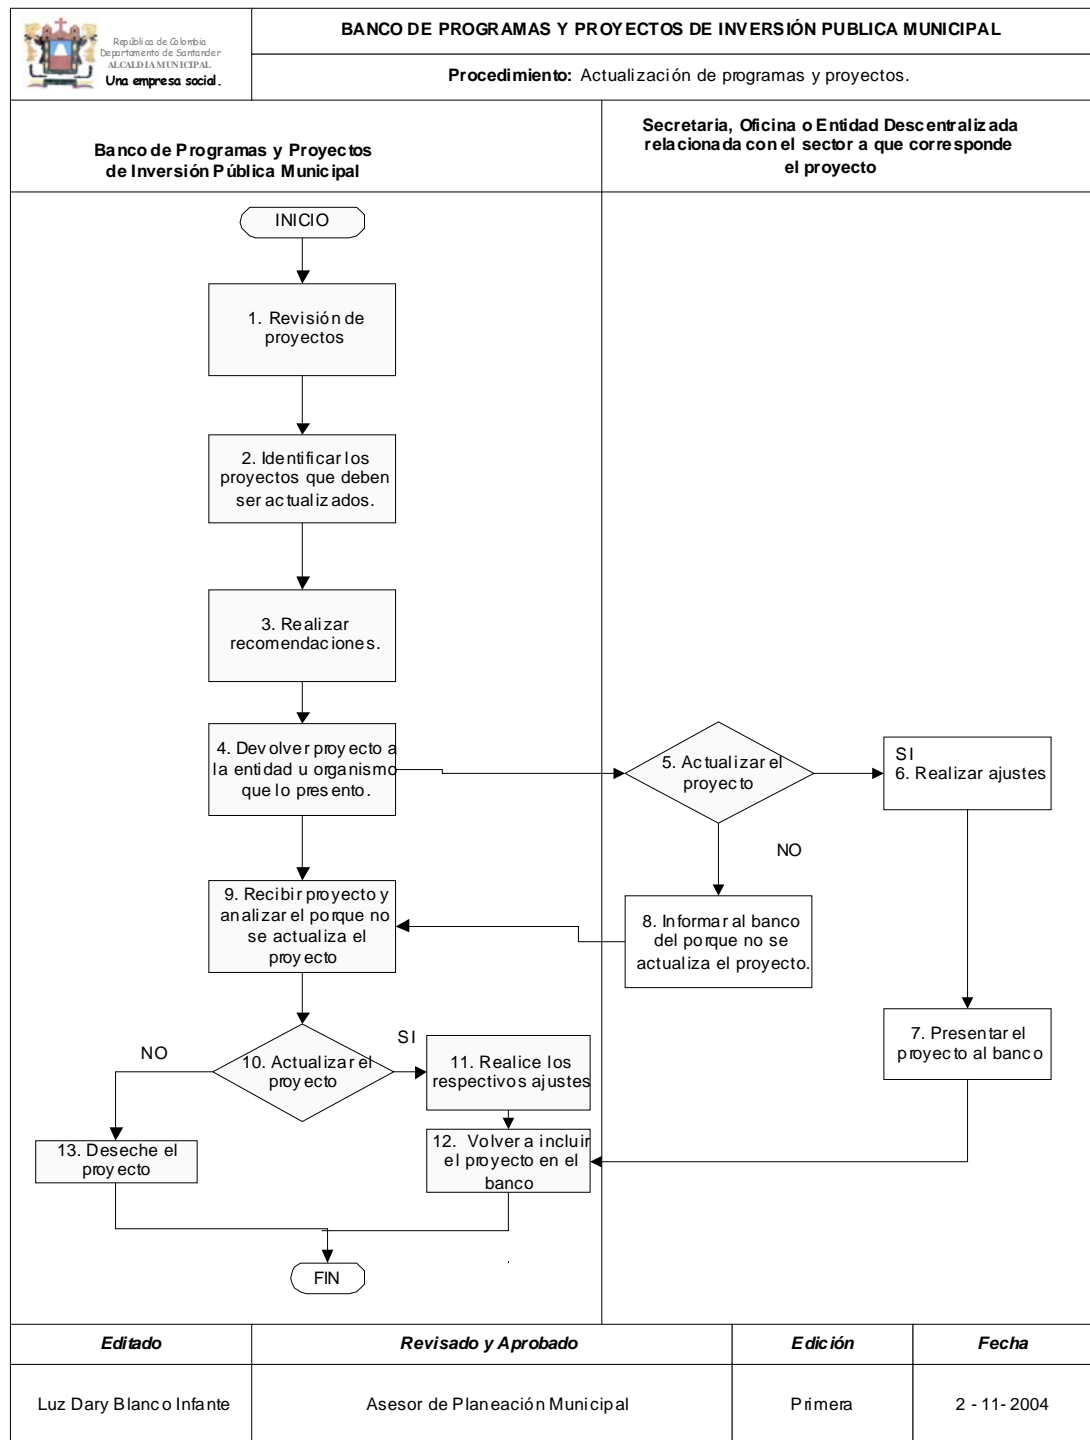 República de Colombia
Departamento de Santander
ALCALDIA MUNICIPAL
Una empresa social.
BANCO DE PROGRAMAS Y PROYECTOS DE INVERSIÓN PUBLICA MUNICIPAL
Procedimiento: Actualización de programas y proyectos.
Banco de Programas y Proyectos
de Inversión Pública Municipal
Secretaria, Oficina o Entidad Descentralizada
relacionada con el sector a que corresponde
el proyecto
INICIO
1. Revisión de
proyectos
2. Identificar los
proyectos que deben
ser actualizados.
3. Realizar
recomendaciones.
4. Devolver proyecto a
la entidad u organismo
que lo presento.
5. Actualizar el
proyecto
SI
6. Realizar ajustes
NO
9. Recibir proyecto y
analizar el porque no
se actualiza el
proyecto
8. Informar al banco
del porque no se
actualiza el proyecto.
7. Presentar el
proyecto al banco
NO
10. Actualizar el
proyecto
SI
11. Realice los
respectivos ajustes
13. Deseche el
proyecto
12. Volver a incluir
el proyecto en el
banco
FIN
Editado
Revisado y Aprobado
Edición
Fecha
Luz Dary Blanco Infante
Asesor de Planeación Municipal
Primera
2 - 11- 2004